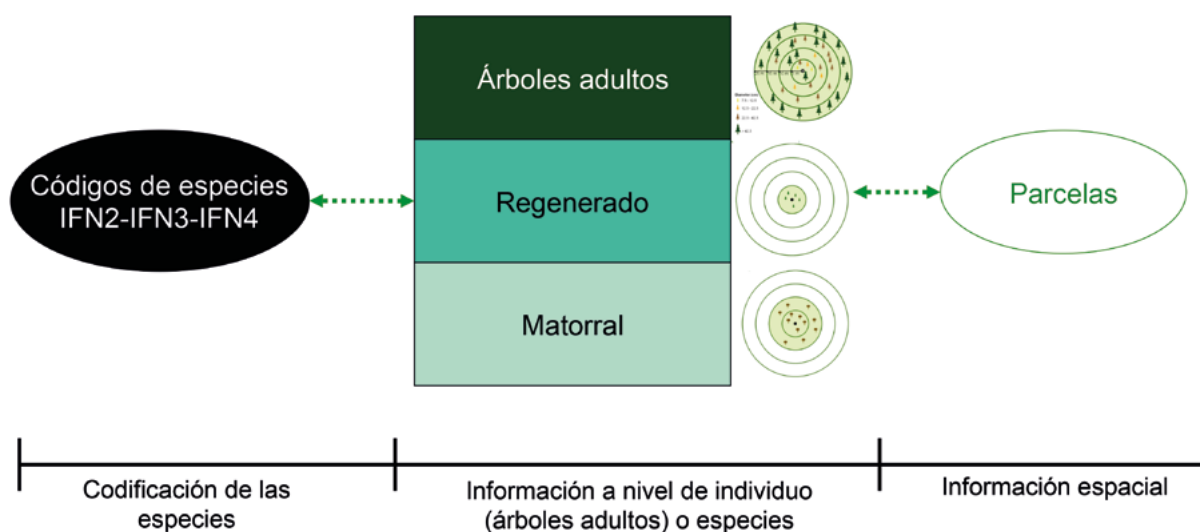 Árboles adultos
Códigos de especies
IFN2-IFN3-IFN4
Regenerado
Parcelas
Matorral
Codificación de las
especies
Información a nivel de individuo
(árboles adultos) o especies
Información espacial